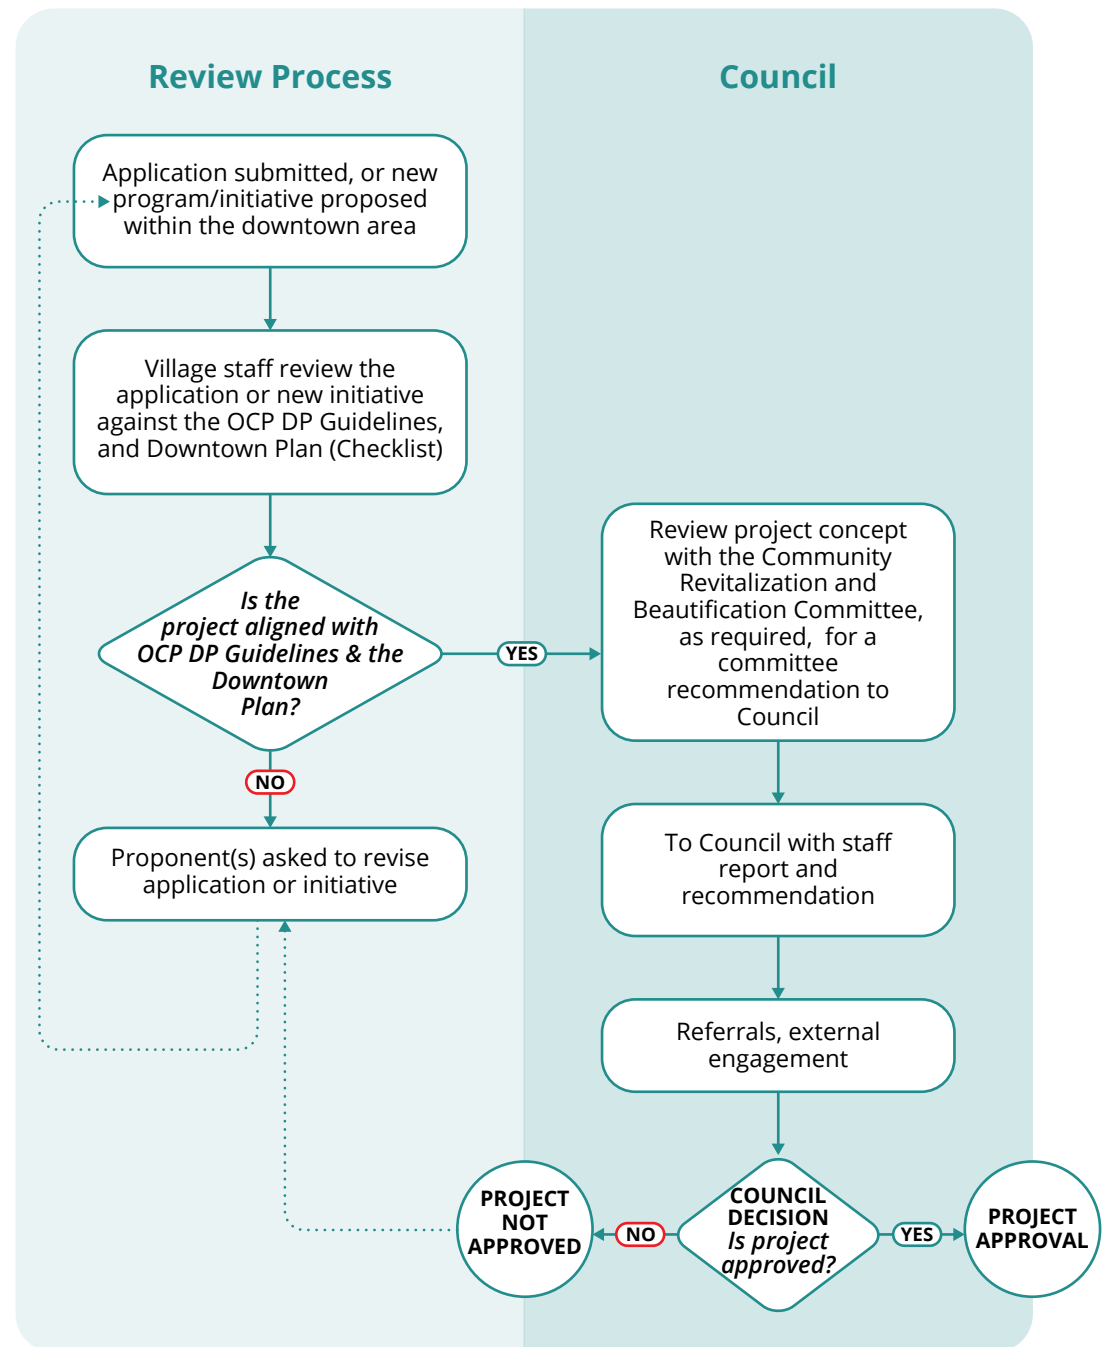 Review Process
Council
Application submitted, or new
program/initiative proposed
within the downtown area
Village staff review the
application or new initiative
against the OCP DP Guidelines,
and Downtown Plan (Checklist)
Is the
project aligned with
OCP DP Guidelines & the
Downtown
Plan?
YES
NO
Proponent(s) asked to revise
application or initiative
Review project concept
with the Community
Revitalization and
Beautification Committee,
as required, for a
committee
recommendation to
Council
To Council with staff
report and
recommendation
Referrals, external
engagement
COUNCIL
DECISION
Is project
approved?
NO
PROJECT
NOT
APPROVED
YES
PROJECT
APPROVAL